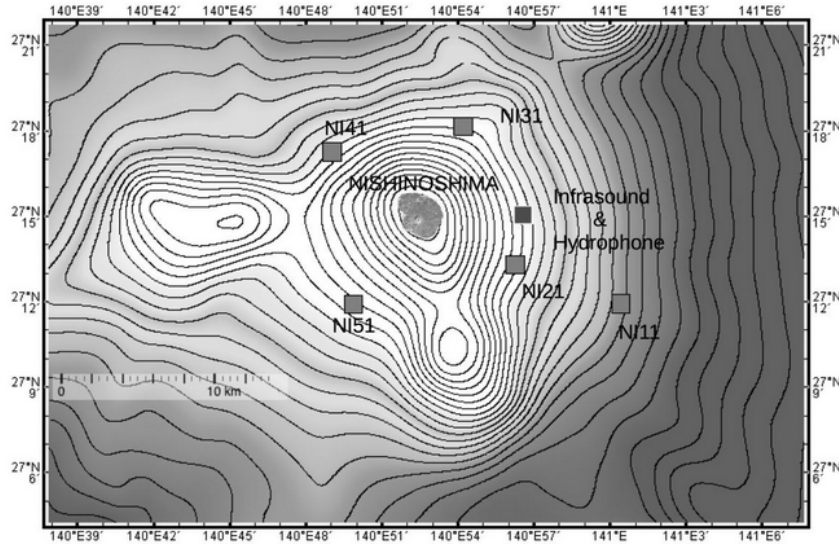 140°E39' 140°E42' 140°E45' 140°E48' 140°E51' 140°E54' 140°E57' 141°E 141°E3' 141°E6'
27°N 21' 27°N 21'
27°N 18' NI41 NI31 27°N 18'
NISHINOSHIMA
Infrasound
27°N 15' & 27°N 15'
Hydrophone
NI21
27°N 12' 27°N 12'
NI51 NI11
0 10 km
27°N 9' 27°N 9'
27°N 6' 27°N 6'
140°E39' 140°E42' 140°E45' 140°E48' 140°E51' 140°E54' 140°E57' 141°E 141°E3' 141°E6'